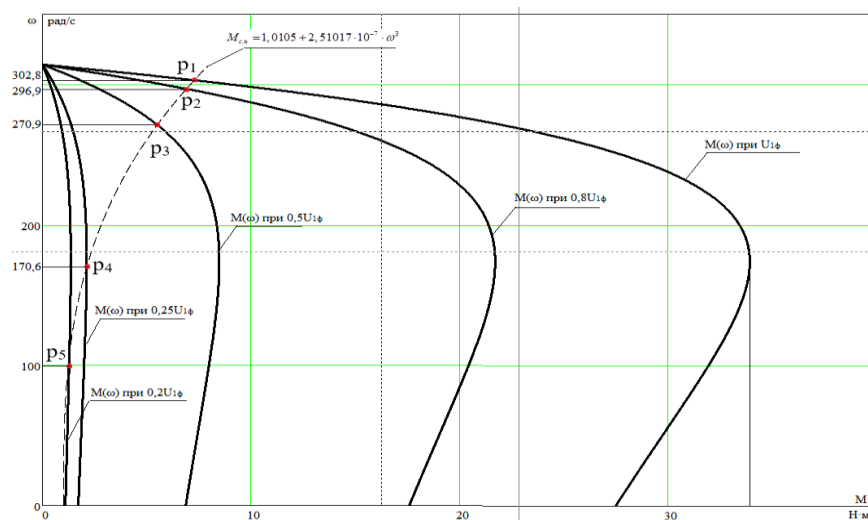 ω рад/с
M_{с.н} =1,0105+2,51017·10^{-7}·ω^3
p1
302,8
p2
296,9
270,9
p3
M(ω) при U1ф
M(ω) при 0,5U1ф
M(ω) при 0,8U1ф
200
170,6
p4
M(ω) при 0,25U1ф
p5
100
M(ω) при 0,2U1ф
0
0
10
20
30
M
Н·м